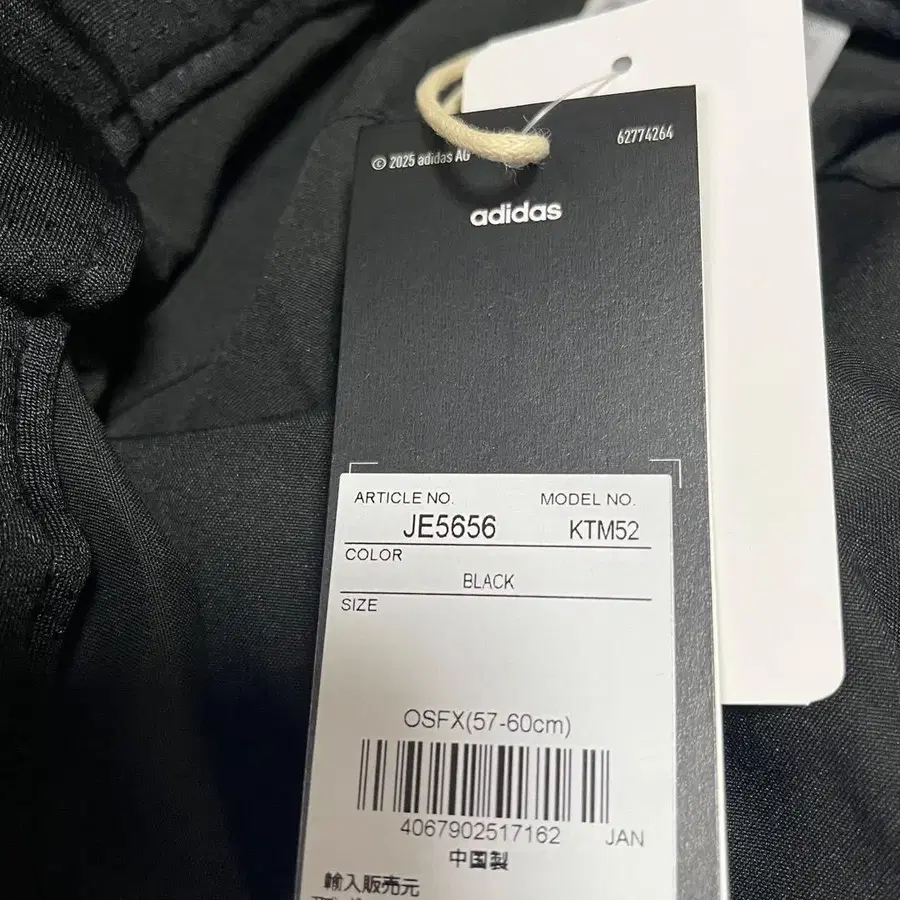 62774264
© 2025 adidas AG
adidas
ARTICLE NO. MODEL NO.
JE5656 KTM52
COLOR
BLACK
SIZE
OSFX(57-60cm)
4067902517162 JAN
中国製
輸入販売元